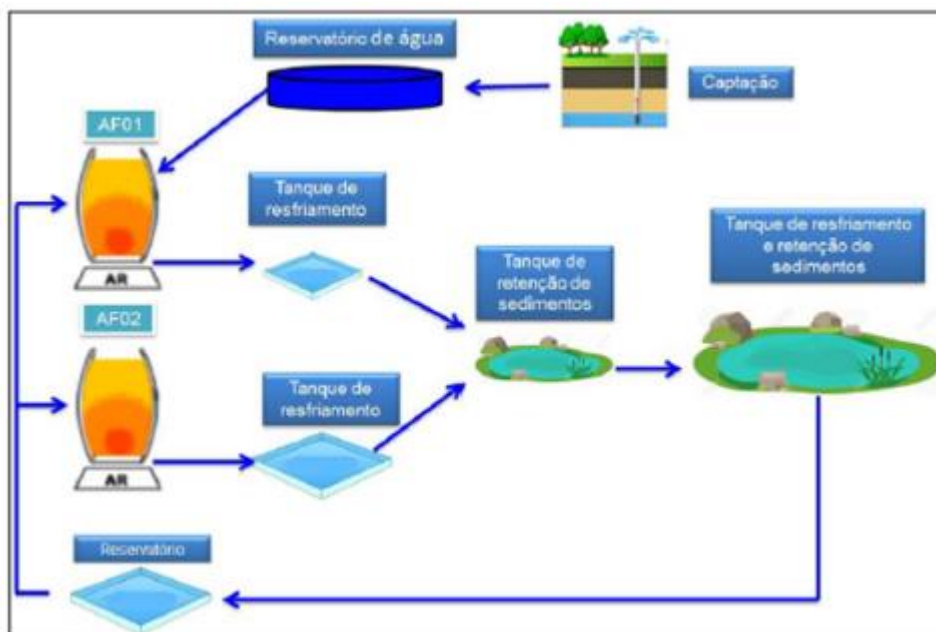 Reservatório de água
Captação
AF01
Tanque de
resfriamento
Tanque de resfriamento
e retenção de
sedimentos
Tanque de
retenção de
sedimentos
AR
AF02
Tanque de
resfriamento
AR
Reservatório